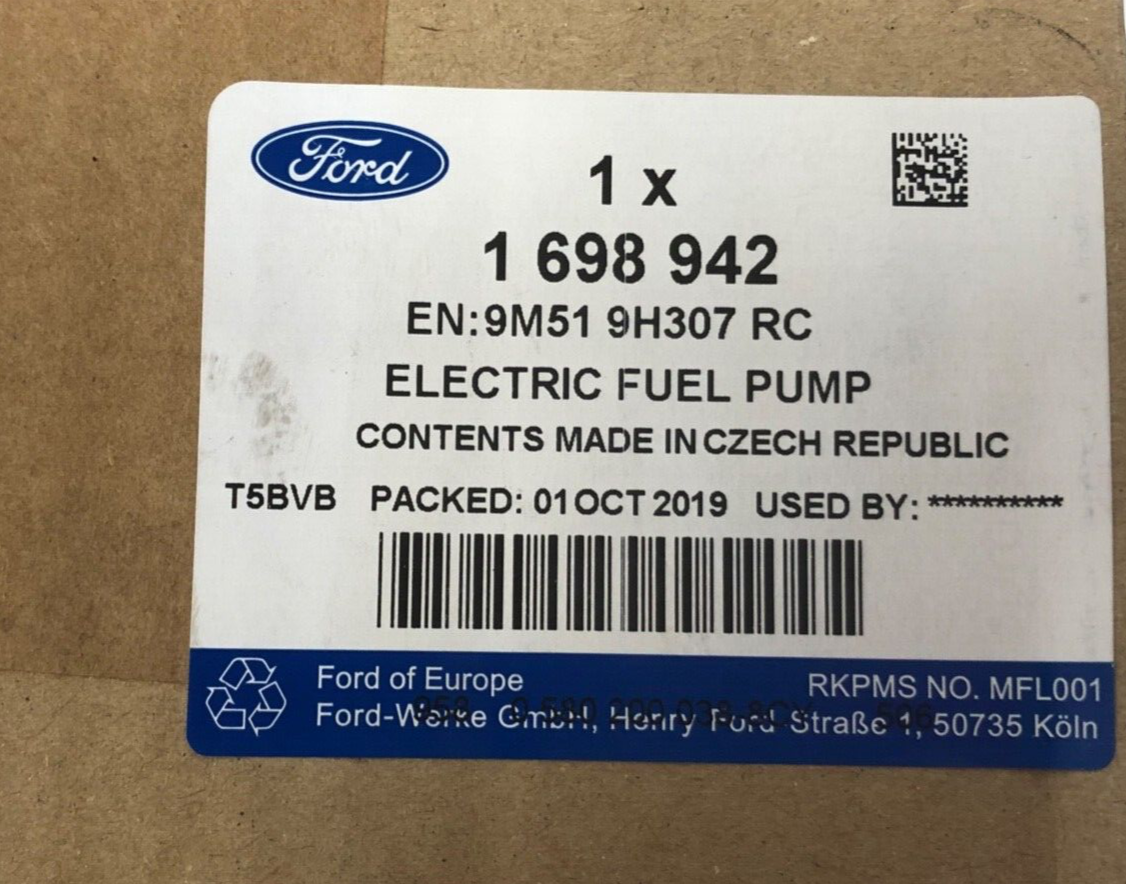 Ford
1 x
1 698 942
EN:9M51 9H307 RC
ELECTRIC FUEL PUMP
CONTENTS MADE IN CZECH REPUBLIC
T5BVB PACKED: 01 OCT 2019 USED BY: **********
Ford of Europe RKPMS NO. MFL001
Ford-Werke GmbH, Henry Ford Straße 1, 50735 Köln